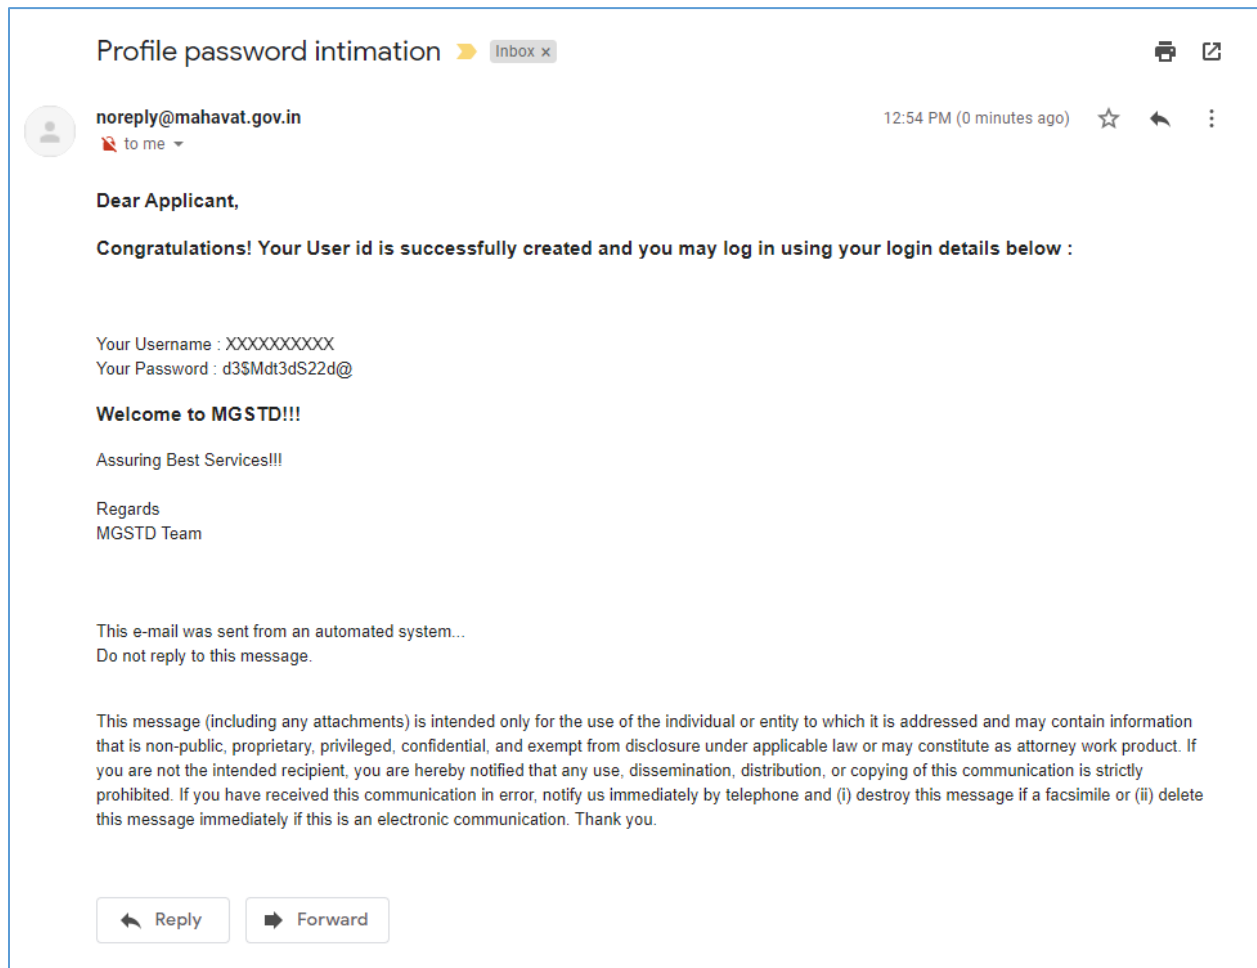 Profile password intimation Inbox x
noreply@mahavat.gov.in 12:54 PM (0 minutes ago)
to me
Dear Applicant,
Congratulations! Your User id is successfully created and you may log in using your login details below :
Your Username : XXXXXXXXXX
Your Password : d3$Mdt3dS22d@
Welcome to MGSTD!!!
Assuring Best Services!!!
Regards
MGSTD Team
This e-mail was sent from an automated system...
Do not reply to this message.
This message (including any attachments) is intended only for the use of the individual or entity to which it is addressed and may contain information
that is non-public, proprietary, privileged, confidential, and exempt from disclosure under applicable law or may constitute as attorney work product. If
you are not the intended recipient, you are hereby notified that any use, dissemination, distribution, or copying of this communication is strictly
prohibited. If you have received this communication in error, notify us immediately by telephone and (i) destroy this message if a facsimile or (ii) delete
this message immediately if this is an electronic communication. Thank you.
Reply Forward